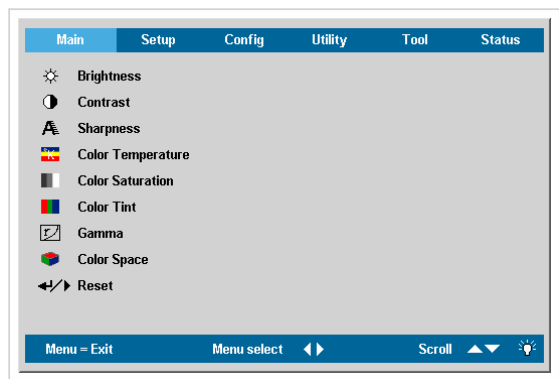 Main Setup Config Utility Tool Status
Brightness
Contrast
Sharpness
Color Temperature
Color Saturation
Color Tint
Gamma
Color Space
Reset
Menu = Exit Menu select Scroll